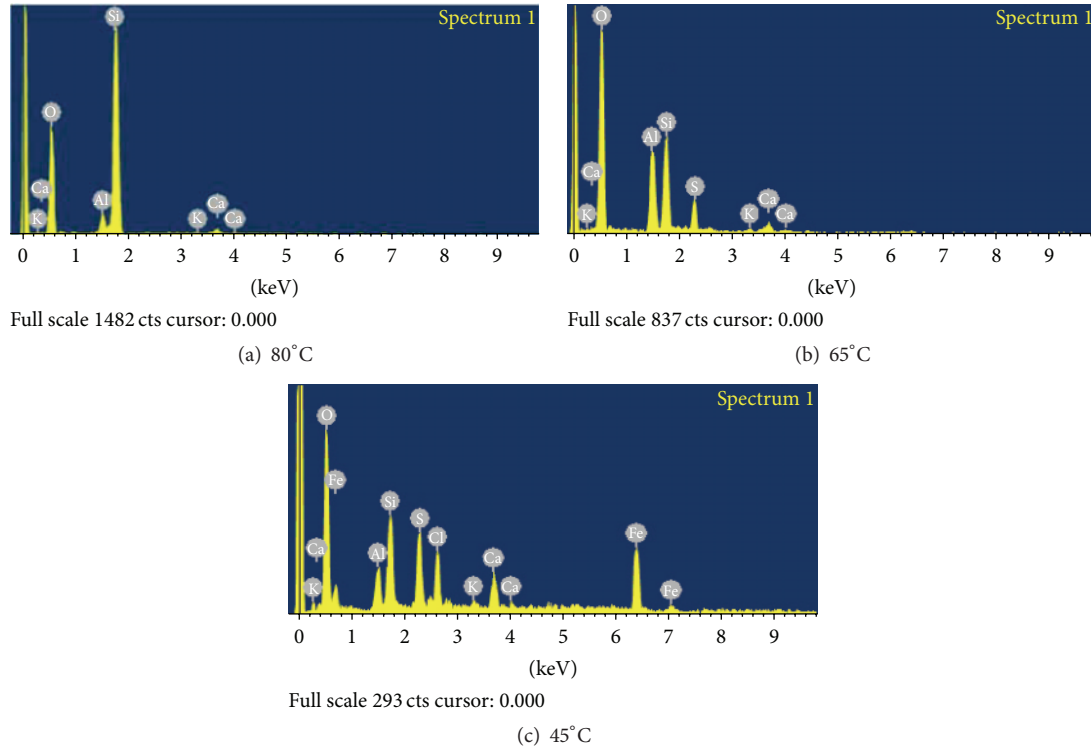 Spectrum 1
Si
O
Ca
K
Al
K
Ca
Ca
0 1 2 3 4 5 6 7 8 9
(keV)
Full scale 1482 cts cursor: 0.000
(a) 80°C
Spectrum 1
O
Ca
K
Al
Si
S
K
Ca
Ca
0 1 2 3 4 5 6 7 8 9
(keV)
Full scale 837 cts cursor: 0.000
(b) 65°C
Spectrum 1
O
Fe
Ca
K
Al
Si
S
Cl
K
Ca
Ca
Fe
Fe
0 1 2 3 4 5 6 7 8 9
(keV)
Full scale 293 cts cursor: 0.000
(c) 45°C